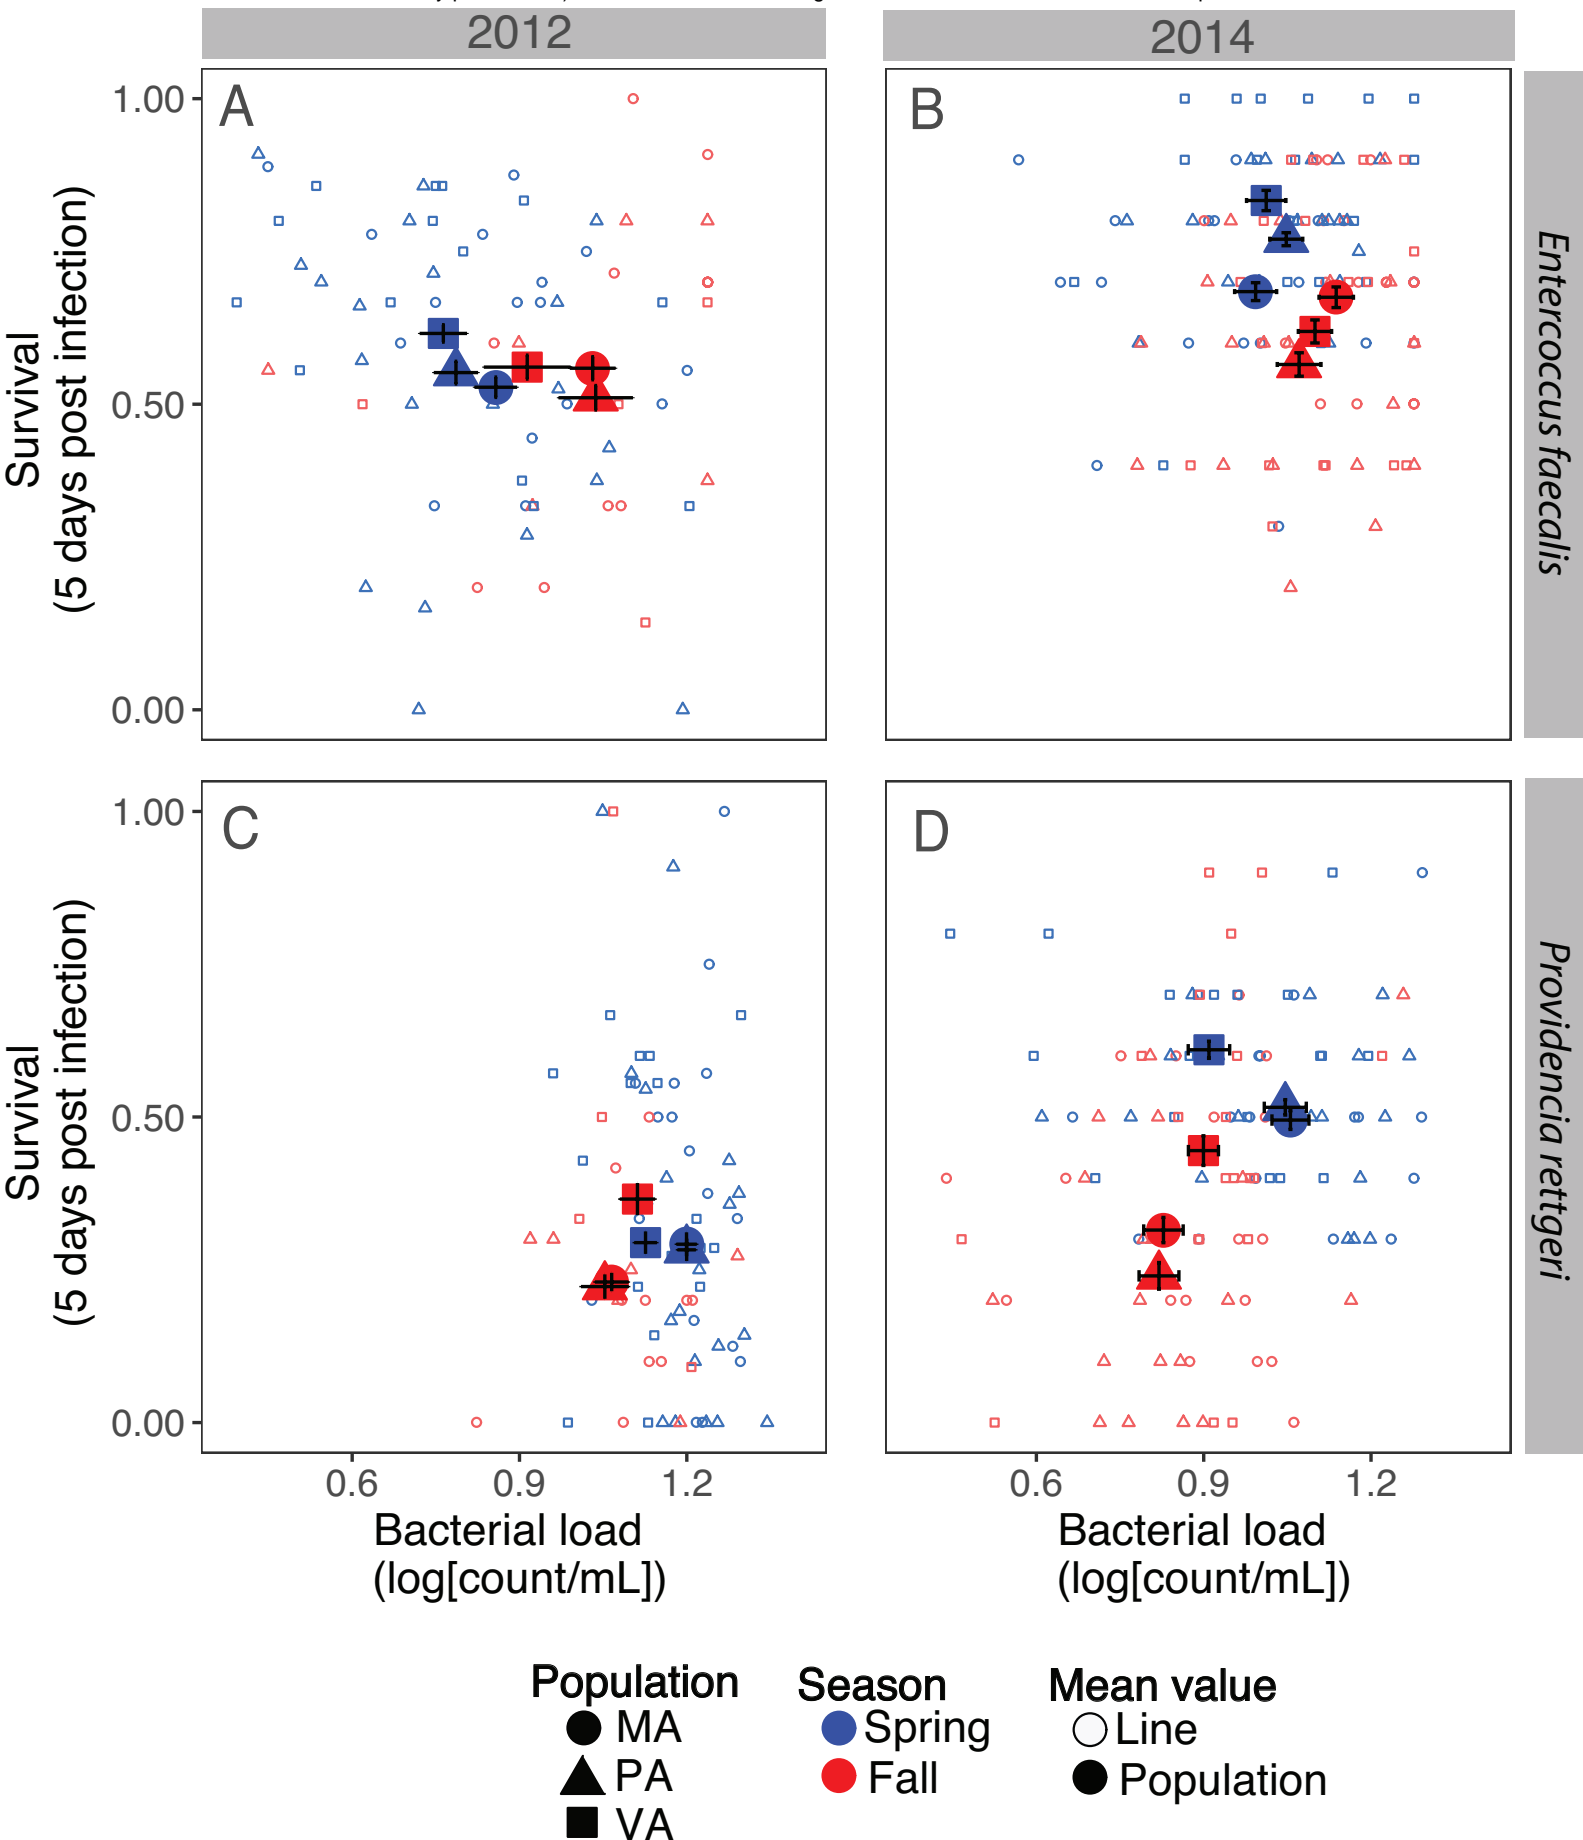 2012
2014
A
B
1.00
0.50
0.00
Survival
(5 days post infection)
Enterococcus faecalis
C
D
1.00
0.50
0.00
Survival
(5 days post infection)
Providencia rettgeri
0.6
0.9
1.2
0.6
0.9
1.2
Bacterial load
(log[count/mL])
Bacterial load
(log[count/mL])
Population
MA
PA
VA
Season
Spring
Fall
Mean value
Line
Population